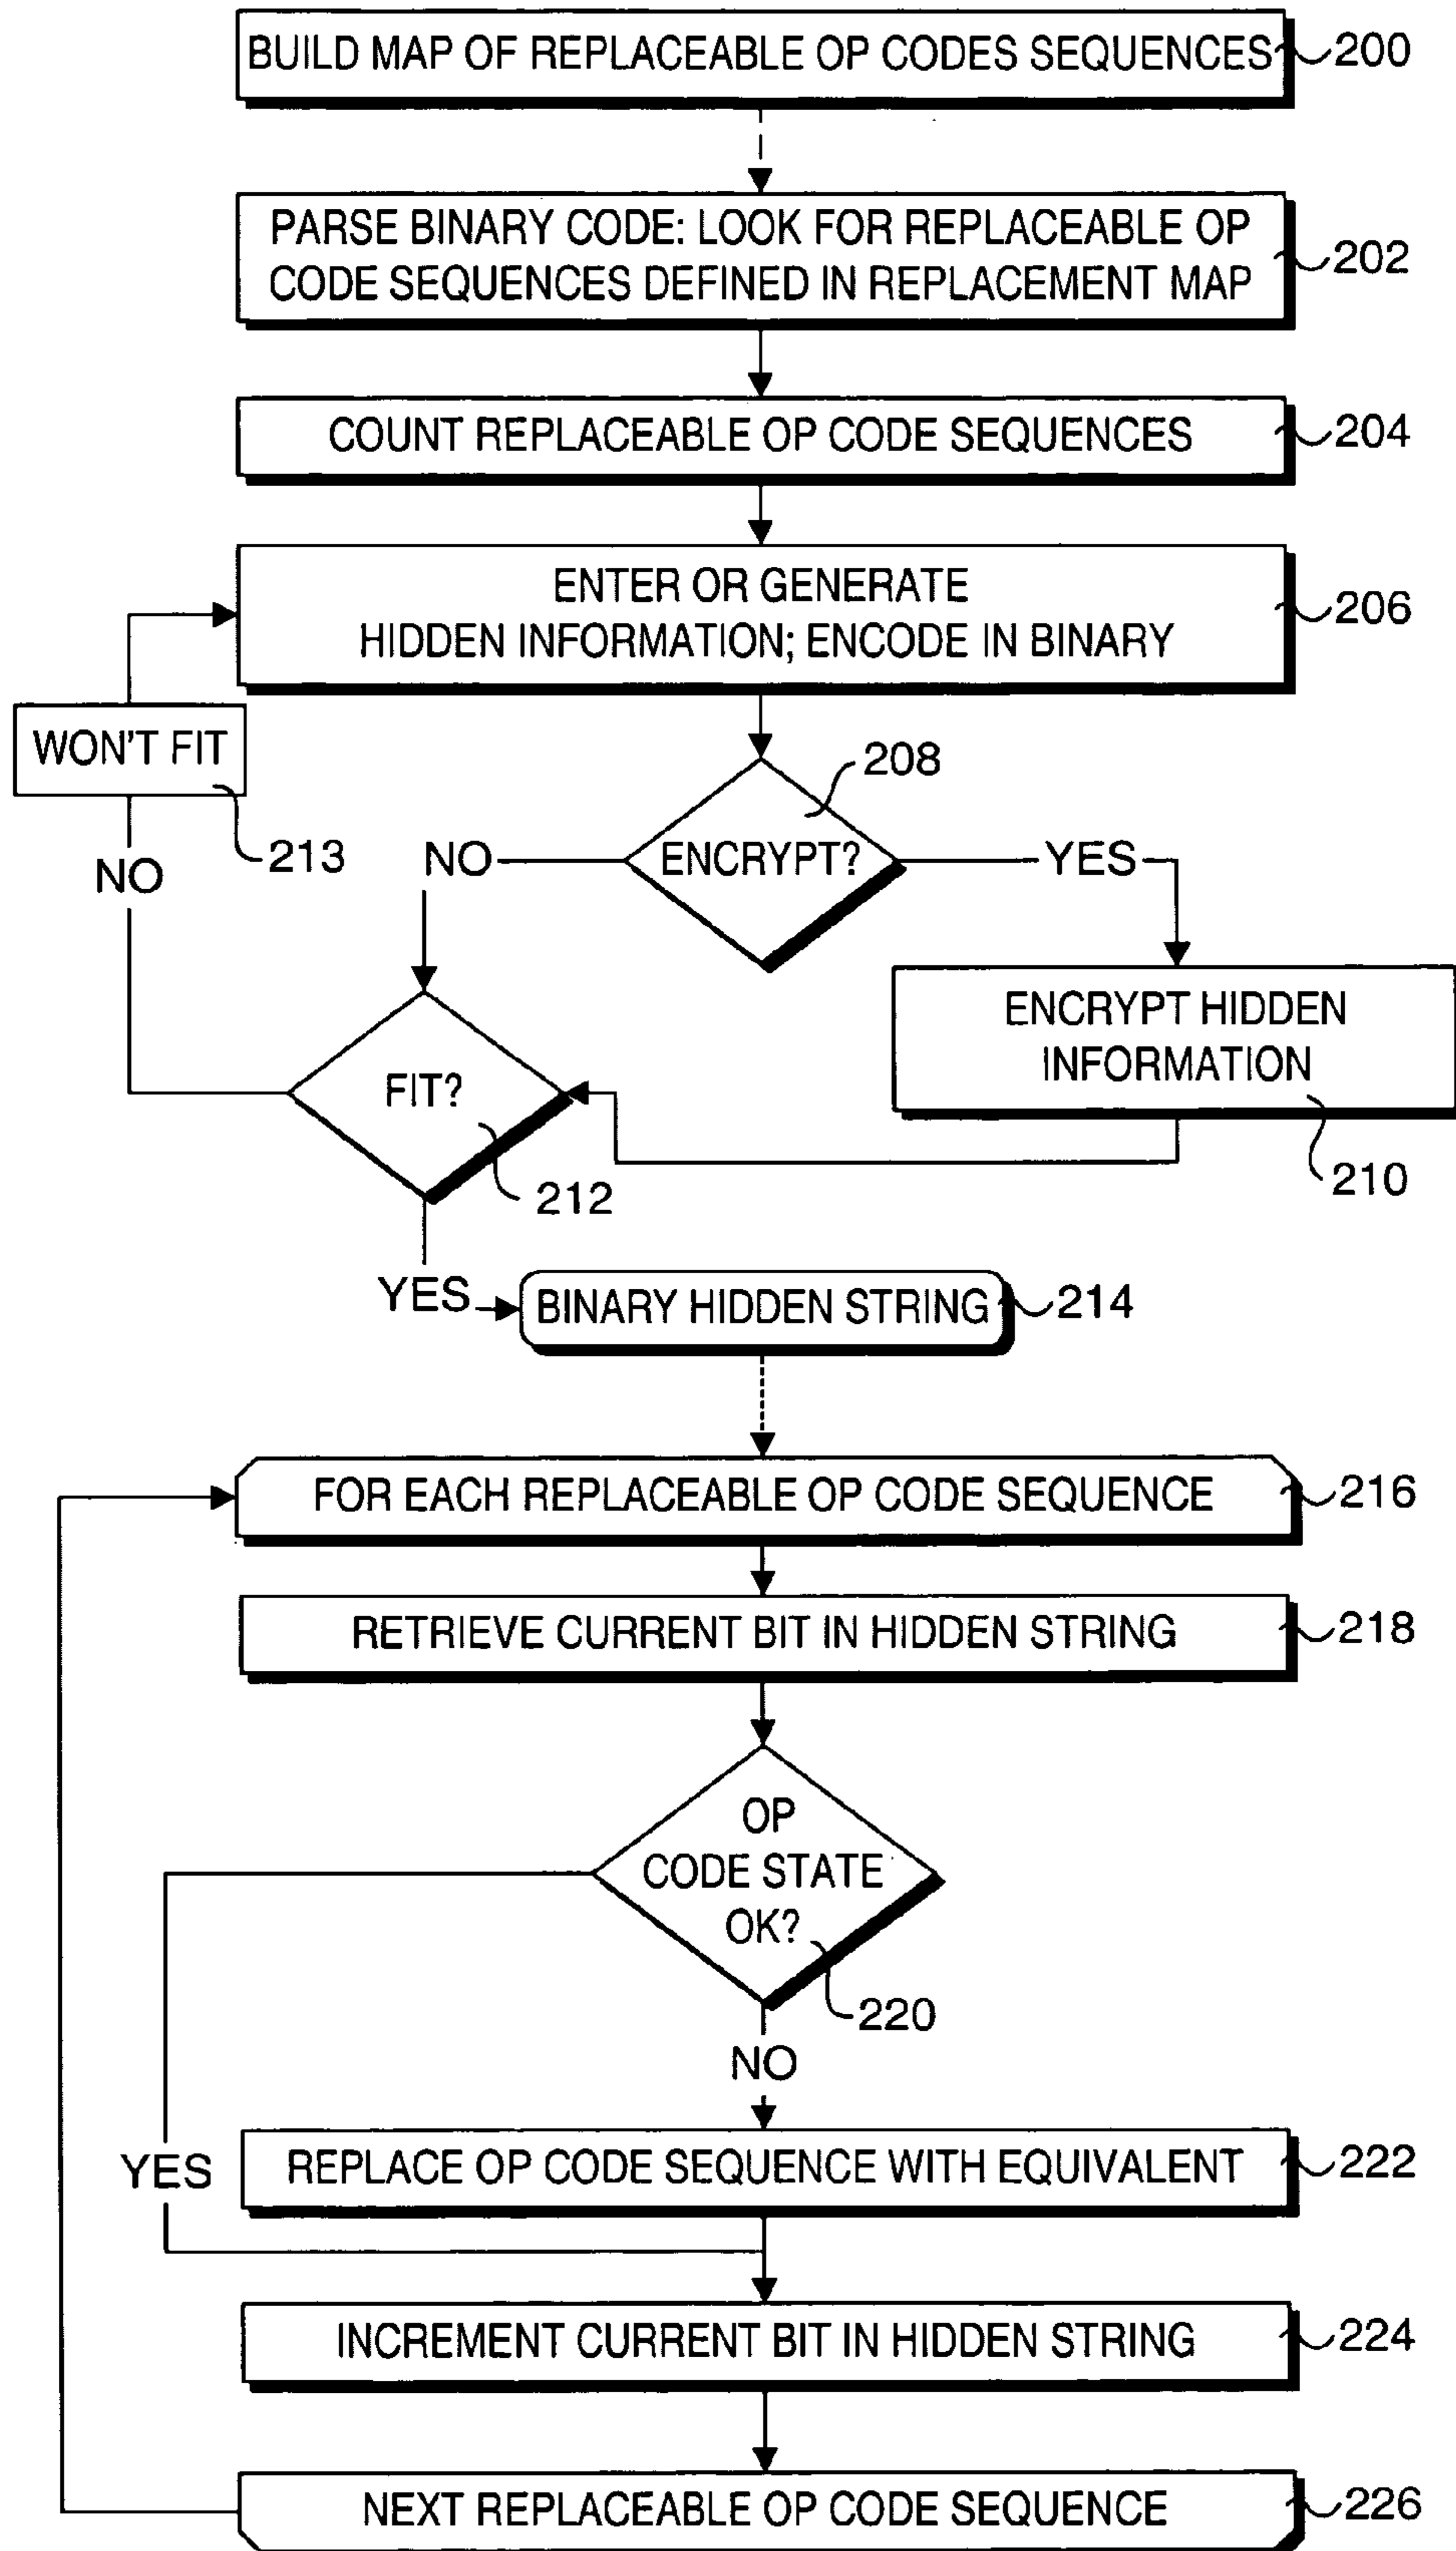 BUILD MAP OF REPLACEABLE OP CODES SEQUENCES
200
PARSE BINARY CODE: LOOK FOR REPLACEABLE OP
CODE SEQUENCES DEFINED IN REPLACEMENT MAP
202
COUNT REPLACEABLE OP CODE SEQUENCES
204
ENTER OR GENERATE
HIDDEN INFORMATION; ENCODE IN BINARY
206
WON'T FIT
213
NO
208
ENCRYPT?
NO
YES
ENCRYPT HIDDEN
INFORMATION
210
FIT?
212
YES
BINARY HIDDEN STRING
214
FOR EACH REPLACEABLE OP CODE SEQUENCE
216
RETRIEVE CURRENT BIT IN HIDDEN STRING
218
OP
CODE STATE
OK?
220
NO
YES
REPLACE OP CODE SEQUENCE WITH EQUIVALENT
222
INCREMENT CURRENT BIT IN HIDDEN STRING
224
NEXT REPLACEABLE OP CODE SEQUENCE
226